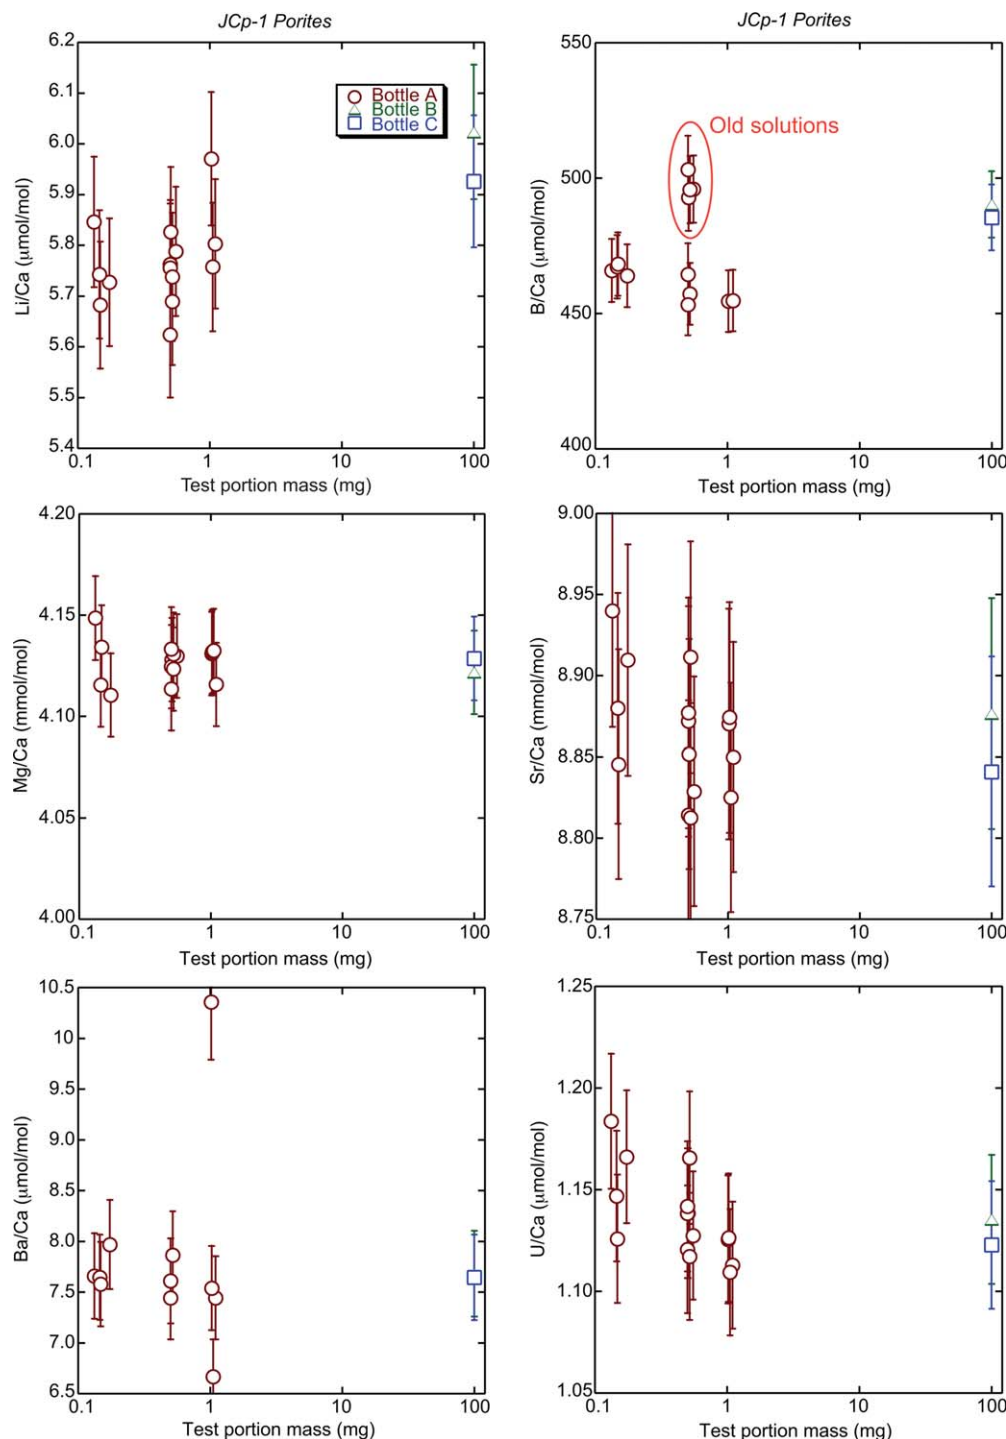 JCp-1 Porites
6.2
6.1
6.0
5.9
5.8
5.7
5.6
5.5
5.4
Li/Ca (μmol/mol)
Bottle A
Bottle B
Bottle C
0.1 1 10 100
Test portion mass (mg)
JCp-1 Porites
550
500
450
400
B/Ca (μmol/mol)
Old solutions
0.1 1 10 100
Test portion mass (mg)
4.20
4.15
4.10
4.05
4.00
Mg/Ca (mmol/mol)
0.1 1 10 100
Test portion mass (mg)
9.00
8.95
8.90
8.85
8.80
8.75
Sr/Ca (mmol/mol)
0.1 1 10 100
Test portion mass (mg)
10.5
10
9.5
9.0
8.5
8.0
7.5
7.0
6.5
Ba/Ca (μmol/mol)
0.1 1 10 100
Test portion mass (mg)
1.25
1.20
1.15
1.10
1.05
U/Ca (μmol/mol)
0.1 1 10 100
Test portion mass (mg)